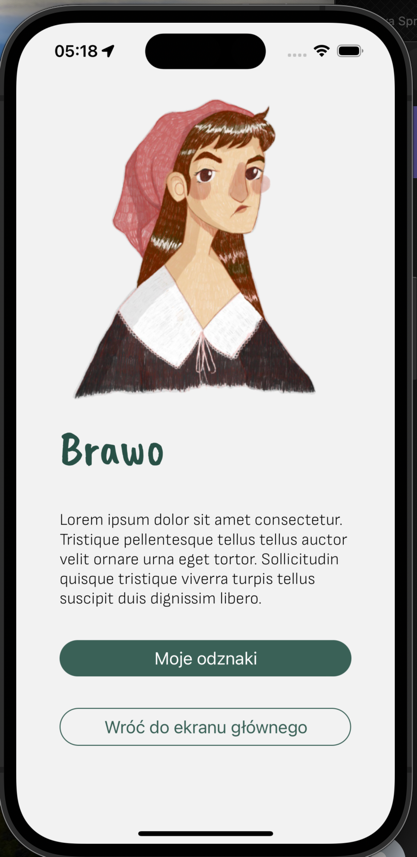 05:18
Brawo
Lorem ipsum dolor sit amet consectetur.
Tristique pellentesque tellus tellus auctor
velit ornare urna eget tortor. Sollicitudin
quisque tristique viverra turpis tellus
suscipit duis dignissim libero.
Moje odznaki
Wróć do ekranu głównego